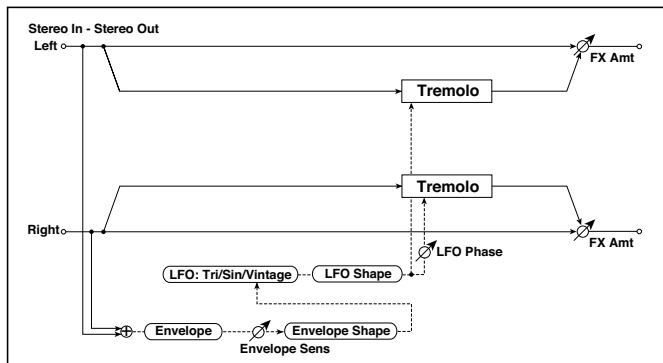 Stereo In - Stereo Out
Left
FX Amt
Tremolo
Tremolo
Right
FX Amt
LFO Phase
LFO: Tri/Sin/Vintage
LFO Shape
Envelope
Envelope Shape
Envelope Sens